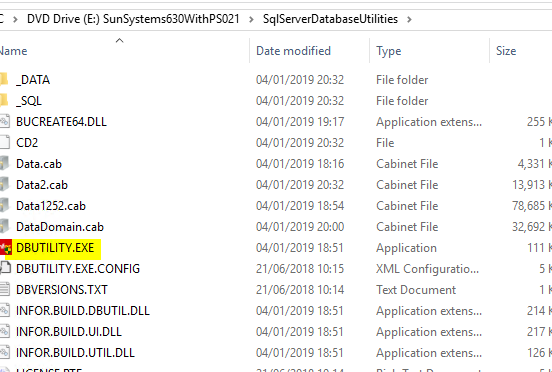 DVD Drive (E:) SunSystems630WithPS021 > SqlServerDatabaseUtilities >
Name Date modified Type Size
_DATA 04/01/2019 20:32 File folder
_SQL 04/01/2019 20:32 File folder
BUCREATE64.DLL 04/01/2019 19:17 Application extens... 255 K
CD2 04/01/2019 20:32 File 1 K
Data.cab 04/01/2019 18:16 Cabinet File 4,331 K
Data2.cab 04/01/2019 20:32 Cabinet File 13,913 K
Data1252.cab 04/01/2019 18:54 Cabinet File 78,685 K
DataDomain.cab 04/01/2019 20:00 Cabinet File 32,692 K
DBUTILITY.EXE 04/01/2019 18:51 Application 111 K
DBUTILITY.EXE.CONFIG 21/06/2018 10:15 XML Configuratio... 5 K
DBVERSIONS.TXT 21/06/2018 10:14 Text Document 1 K
INFOR.BUILD.DBUTIL.DLL 04/01/2019 18:51 Application extens... 214 K
INFOR.BUILD.UI.DLL 04/01/2019 18:51 Application extens... 217 K
INFOR.BUILD.UTIL.DLL 04/01/2019 18:51 Application extens... 126 K